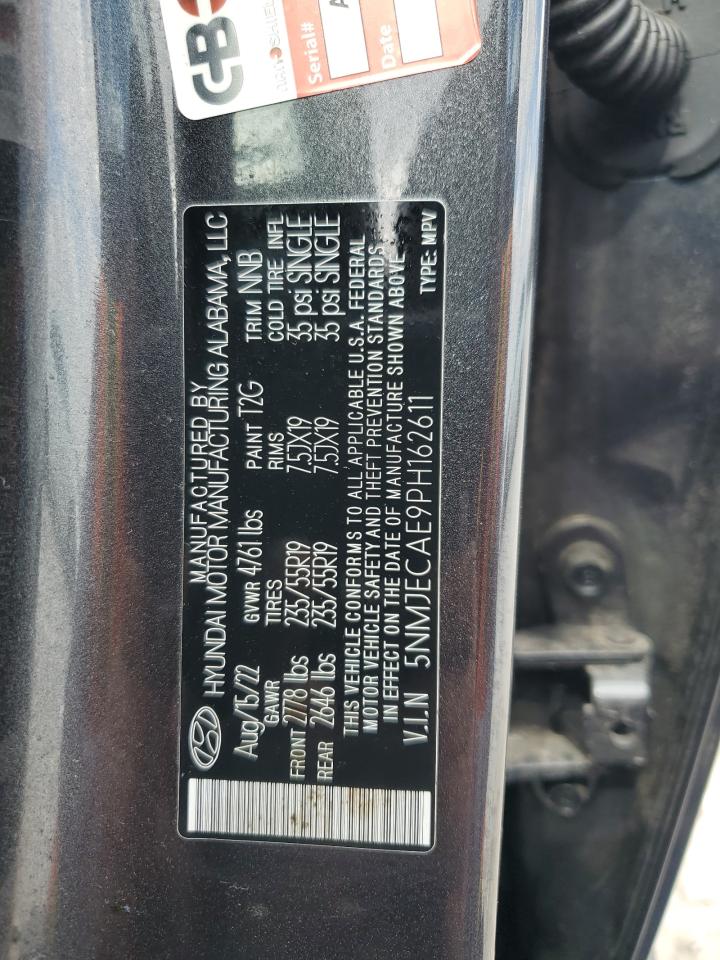 CB
Serial# A
Date
MANUFACTURED BY
HYUNDAI MOTOR MANUFACTURING ALABAMA, LLC
Aug/15/22 GVWR 4761 lbs PAINT T2G TRIM NNB
GAWR TIRES RIMS COLD TIRE INFL
FRONT 2778 lbs 235/55R19 7.5JX19 35 psi SINGLE
REAR 2646 lbs 235/55R19 7.5JX19 35 psi SINGLE
THIS VEHICLE CONFORMS TO ALL APPLICABLE U.S.A. FEDERAL
MOTOR VEHICLE SAFETY AND THEFT PREVENTION STANDARDS
IN EFFECT ON THE DATE OF MANUFACTURE SHOWN ABOVE
V.I.N 5NMJECAE9PH162611 TYPE: MPV